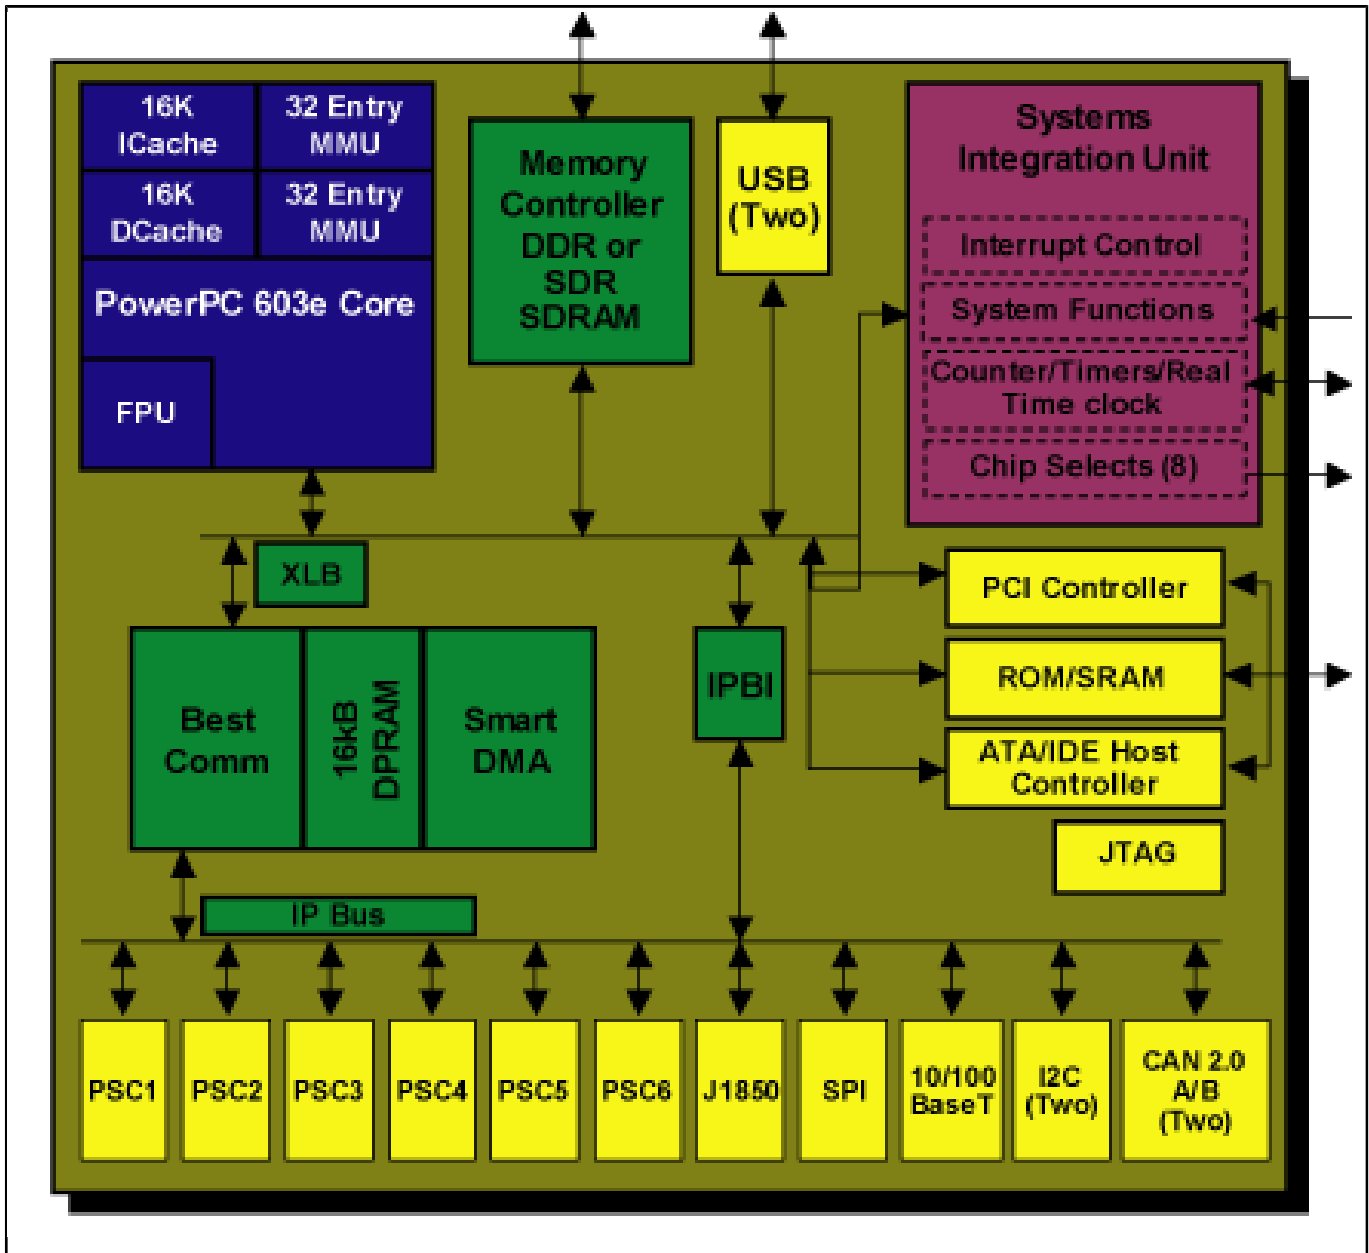 16K
ICache
32 Entry
MMU
16K
DCache
32 Entry
MMU
PowerPC 603e Core
FPU
Memory
Controller
DDR or
SDR
SDRAM
USB
(Two)
Systems
Integration Unit
Interrupt Control
System Functions
Counter/Timers/Real
Time clock
Chip Selects (8)
XLB
Best
Comm
16kB
DPRAM
Smart
DMA
IPBI
PCI Controller
ROM/SRAM
ATA/IDE Host
Controller
JTAG
IP Bus
PSC1
PSC2
PSC3
PSC4
PSC5
PSC6
J1850
SPI
10/100
BaseT
I2C
(Two)
CAN 2.0
A/B
(Two)